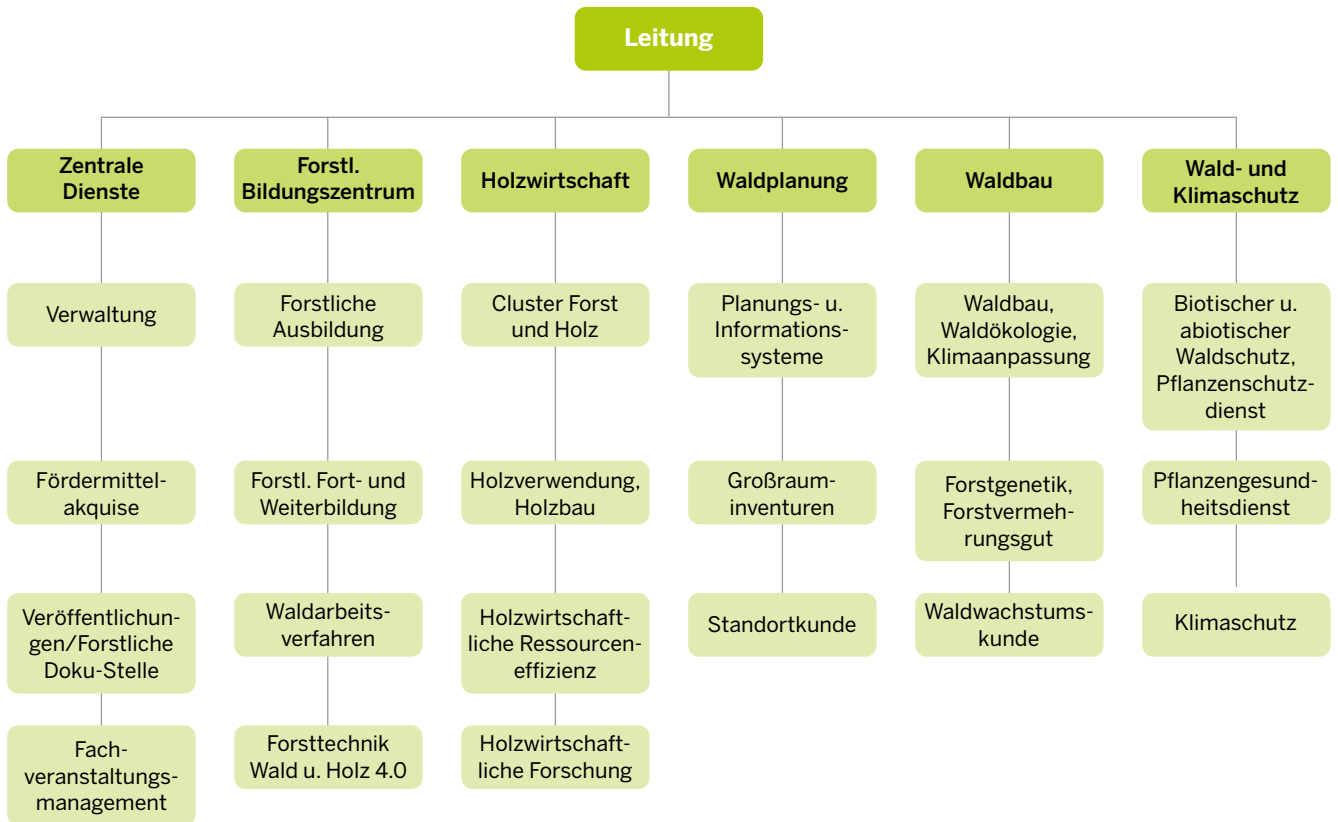 Leitung
Zentrale
Dienste
Forstl.
Bildungszentrum
Holzwirtschaft
Waldplanung
Waldbau
Wald- und
Klimaschutz
Verwaltung
Forstliche
Ausbildung
Cluster Forst
und Holz
Planungs- u.
Informations-
systeme
Waldbau,
Waldökologie,
Klimaanpassung
Biotischer u.
abiotischer
Waldschutz,
Pflanzenschutz-
dienst
Fördermittel-
akquise
Forstl. Fort- und
Weiterbildung
Holzverwendung,
Holzbau
Großraum-
inventuren
Forstgenetik,
Forstvermeh-
rungsgut
Pflanzengesund-
heitsdienst
Veröffentlichun-
gen/Forstliche
Doku-Stelle
Waldarbeits-
verfahren
Holzwirtschaft-
liche Ressourcen-
effizienz
Standortkunde
Waldwachstums-
kunde
Klimaschutz
Fach-
veranstaltungs-
management
Forsttechnik
Wald u. Holz 4.0
Holzwirtschaft-
liche Forschung